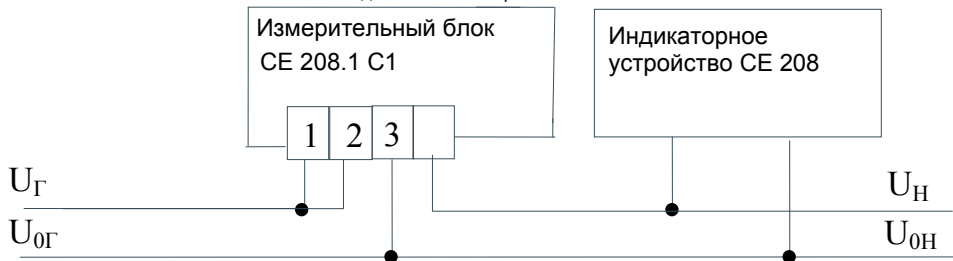 Измерительный блок
СЕ 208.1 С1
Индикаторное
устройство СЕ 208
1 2 3
UГ
UН
U0Г
U0Н